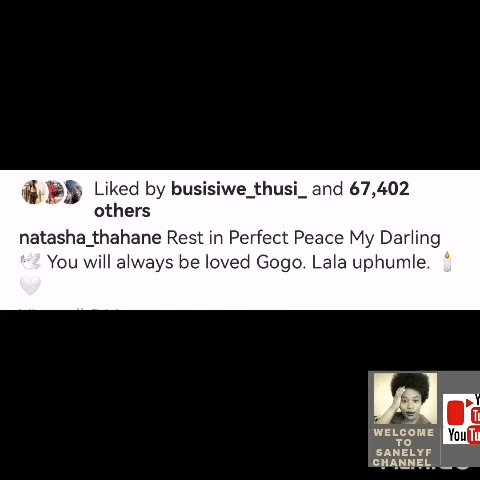 Liked by busisiwe_thusi_ and 67,402
others
natasha_thahane Rest in Perfect Peace My Darling
🕊️ You will always be loved Gogo. Lala uphumle. 🕯️
🤍
WELCOME
TO
SANELYF
CHANNEL
You